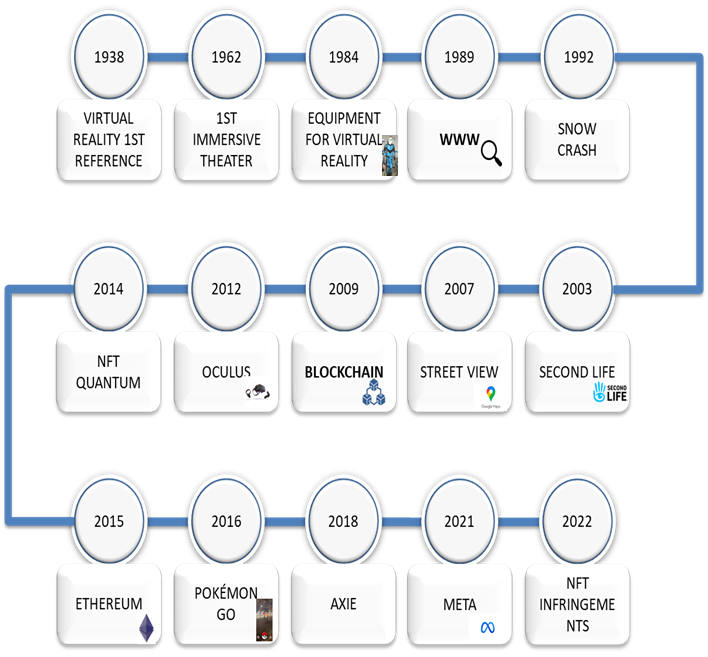 1938
1962
1984
1989
1992
VIRTUAL
REALITY 1ST
REFERENCE
1ST
IMMERSIVE
THEATER
EQUIPMENT
FOR VIRTUAL
REALITY
WWW
SNOW
CRASH
2014
2012
2009
2007
2003
NFT
QUANTUM
OCULUS
BLOCKCHAIN
STREET VIEW
Google Maps
SECOND LIFE
SECOND
LIFE
2015
2016
2018
2021
2022
ETHEREUM
POKÉMON
GO
AXIE
META
NFT
INFRINGEME
NTS